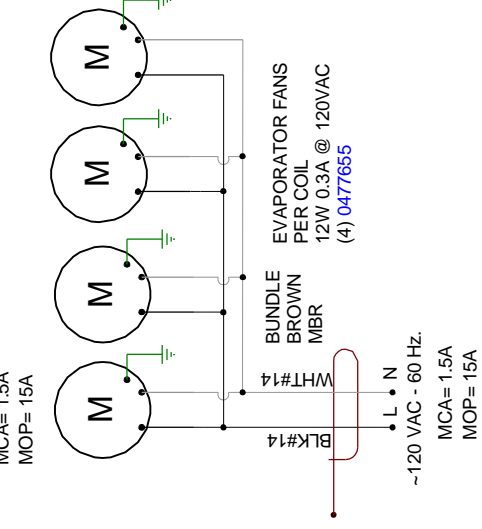 MCA= 1.5A
MOP= 15A
M
M
M
M
EVAPORATOR FANS
PER COIL
12W 0.3A @ 120VAC
(4) 0477655
BUNDLE
BROWN
MBR
WHT#14
BLK#14
L N
~120 VAC - 60 Hz.
MCA= 1.5A
MOP= 15A